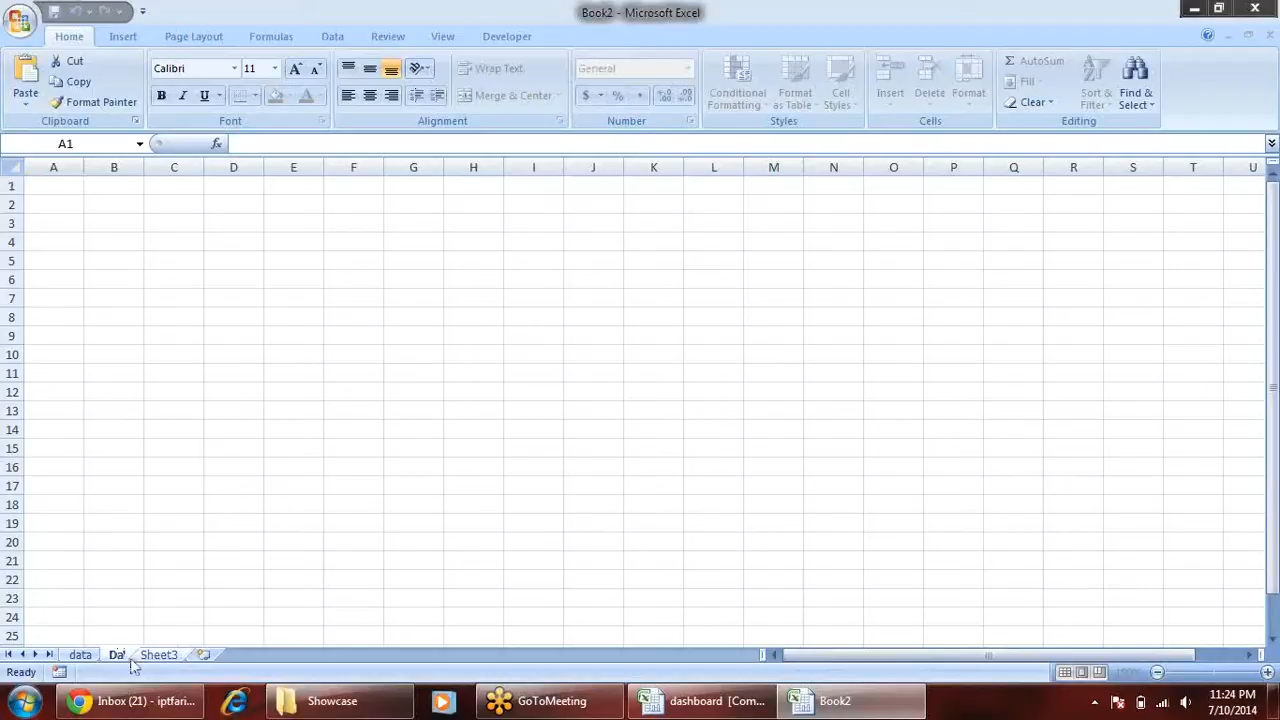 Book2 - Microsoft Excel
Home Insert Page Layout Formulas Data Review View Developer
Paste
Cut
Copy
Format Painter
Clipboard
Calibri 11
B I U
Font
Wrap Text
Merge & Center
Alignment
General
$ % ,
Number
Conditional Formatting
Format as Table
Cell Styles
Styles
Insert Delete Format
Cells
Σ AutoSum
Fill
Clear
Sort & Filter
Find & Select
Editing
A1 fx
A B C D E F G H I J K L M N O P Q R S T U
1
2
3
4
5
6
7
8
9
10
11
12
13
14
15
16
17
18
19
20
21
22
23
24
25
data Sheet3
Ready
Inbox (21) - iptfari... Showcase GoToMeeting dashboard [Com... Book2
11:24 PM
7/10/2014